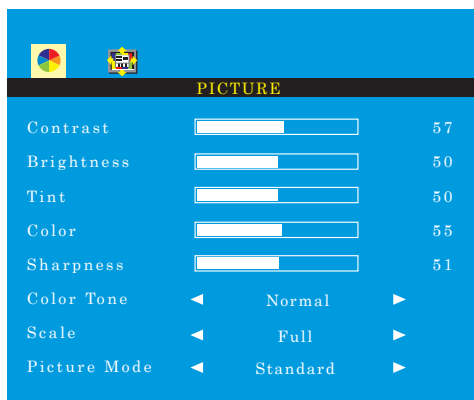 PICTURE
Contrast 57
Brightness 50
Tint 50
Color 55
Sharpness 51
Color Tone Normal
Scale Full
Picture Mode Standard